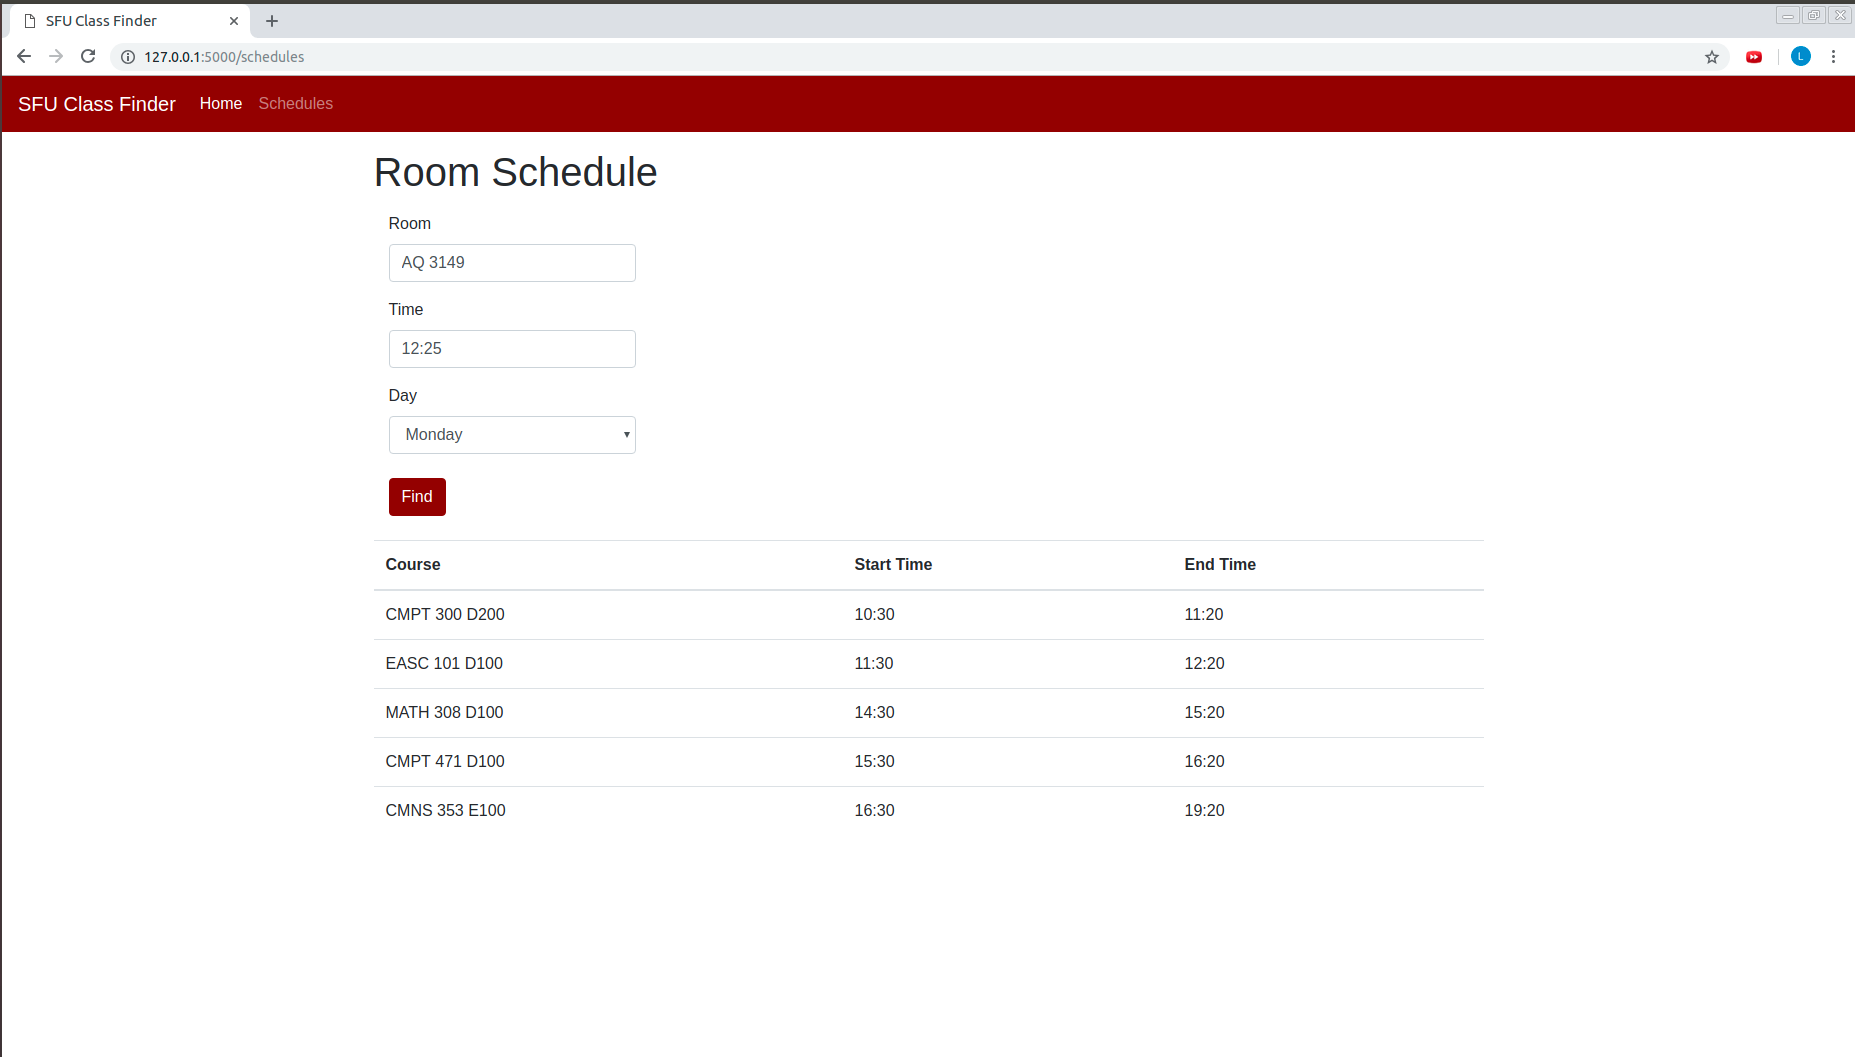 SFU Class Finder
127.0.0.1:5000/schedules
L
SFU Class Finder Home Schedules
Room Schedule
Room
AQ 3149
Time
12:25
Day
Monday
Find
Course Start Time End Time
CMPT 300 D200 10:30 11:20
EASC 101 D100 11:30 12:20
MATH 308 D100 14:30 15:20
CMPT 471 D100 15:30 16:20
CMNS 353 E100 16:30 19:20